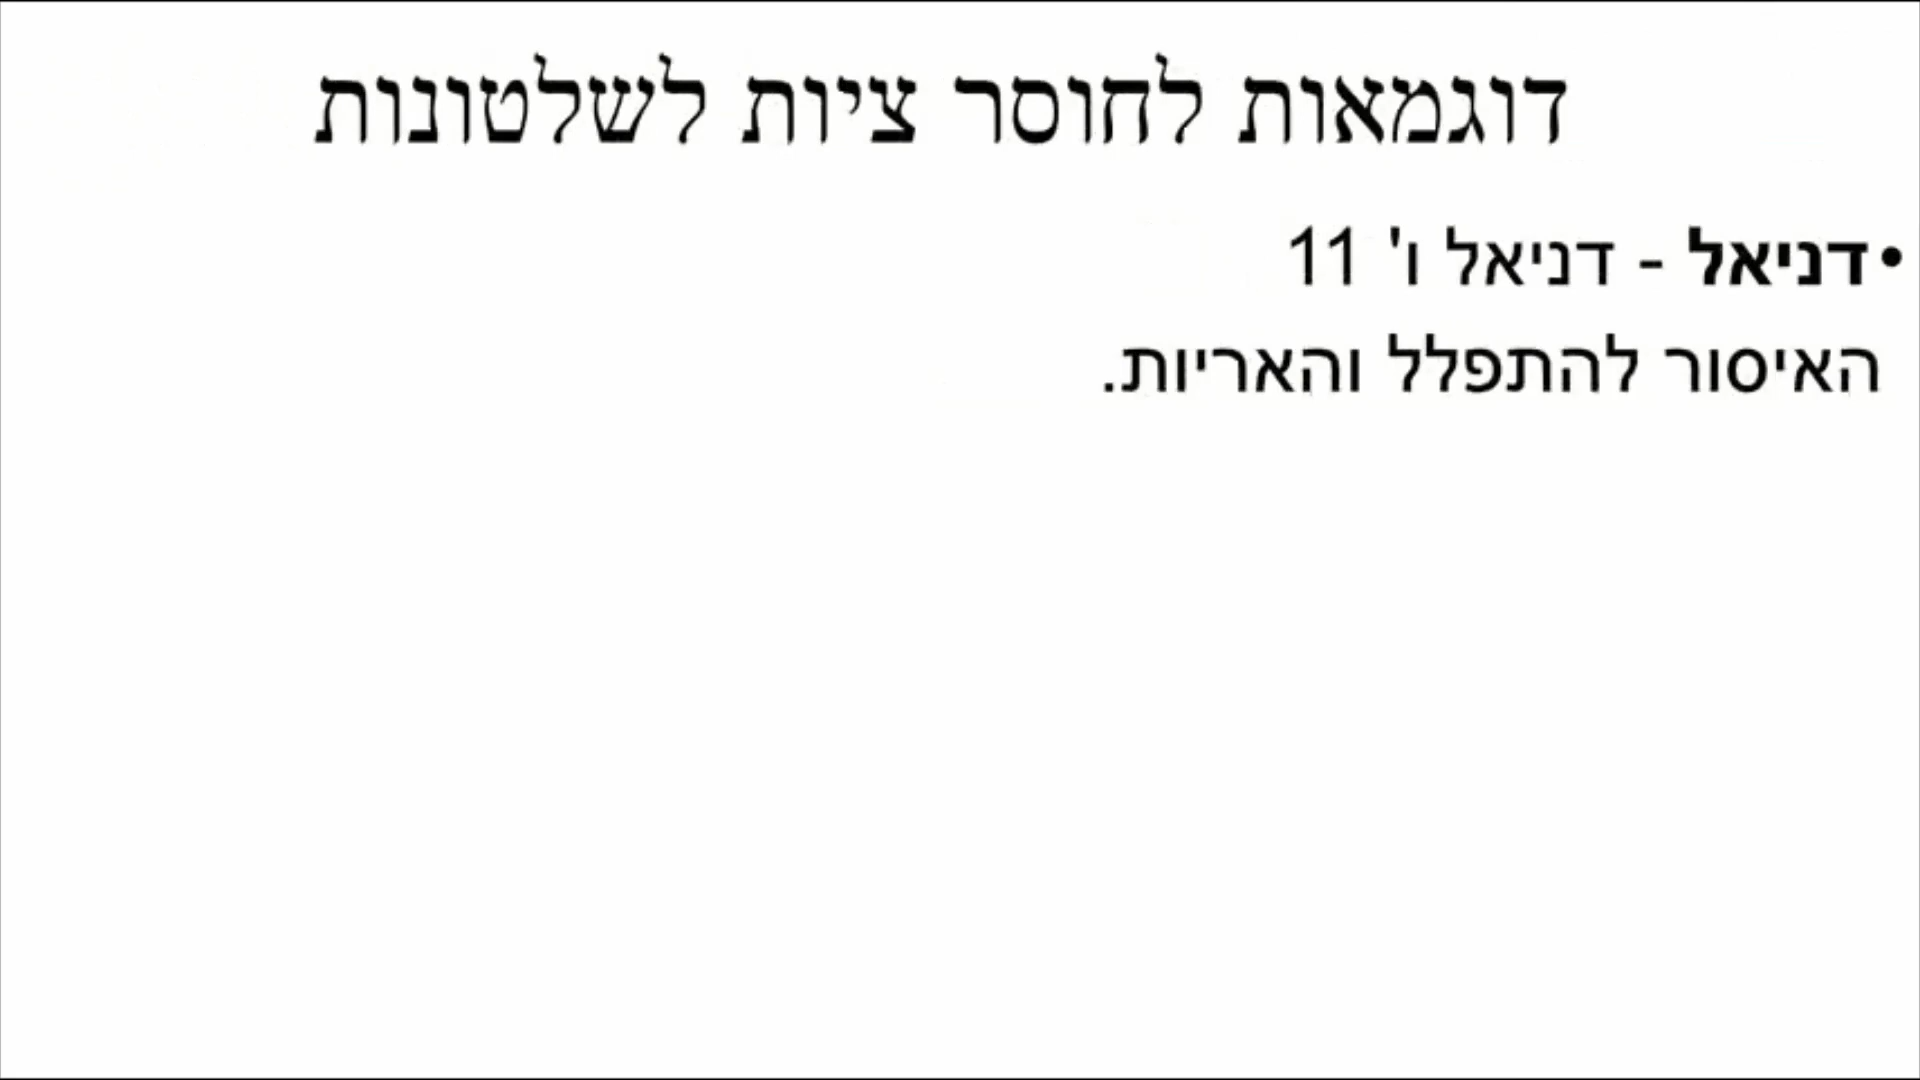 דוגמאות לחוסר ציות לשלטונות
•דניאל - דניאל ו' 11
האיסור להתפלל והאריות.